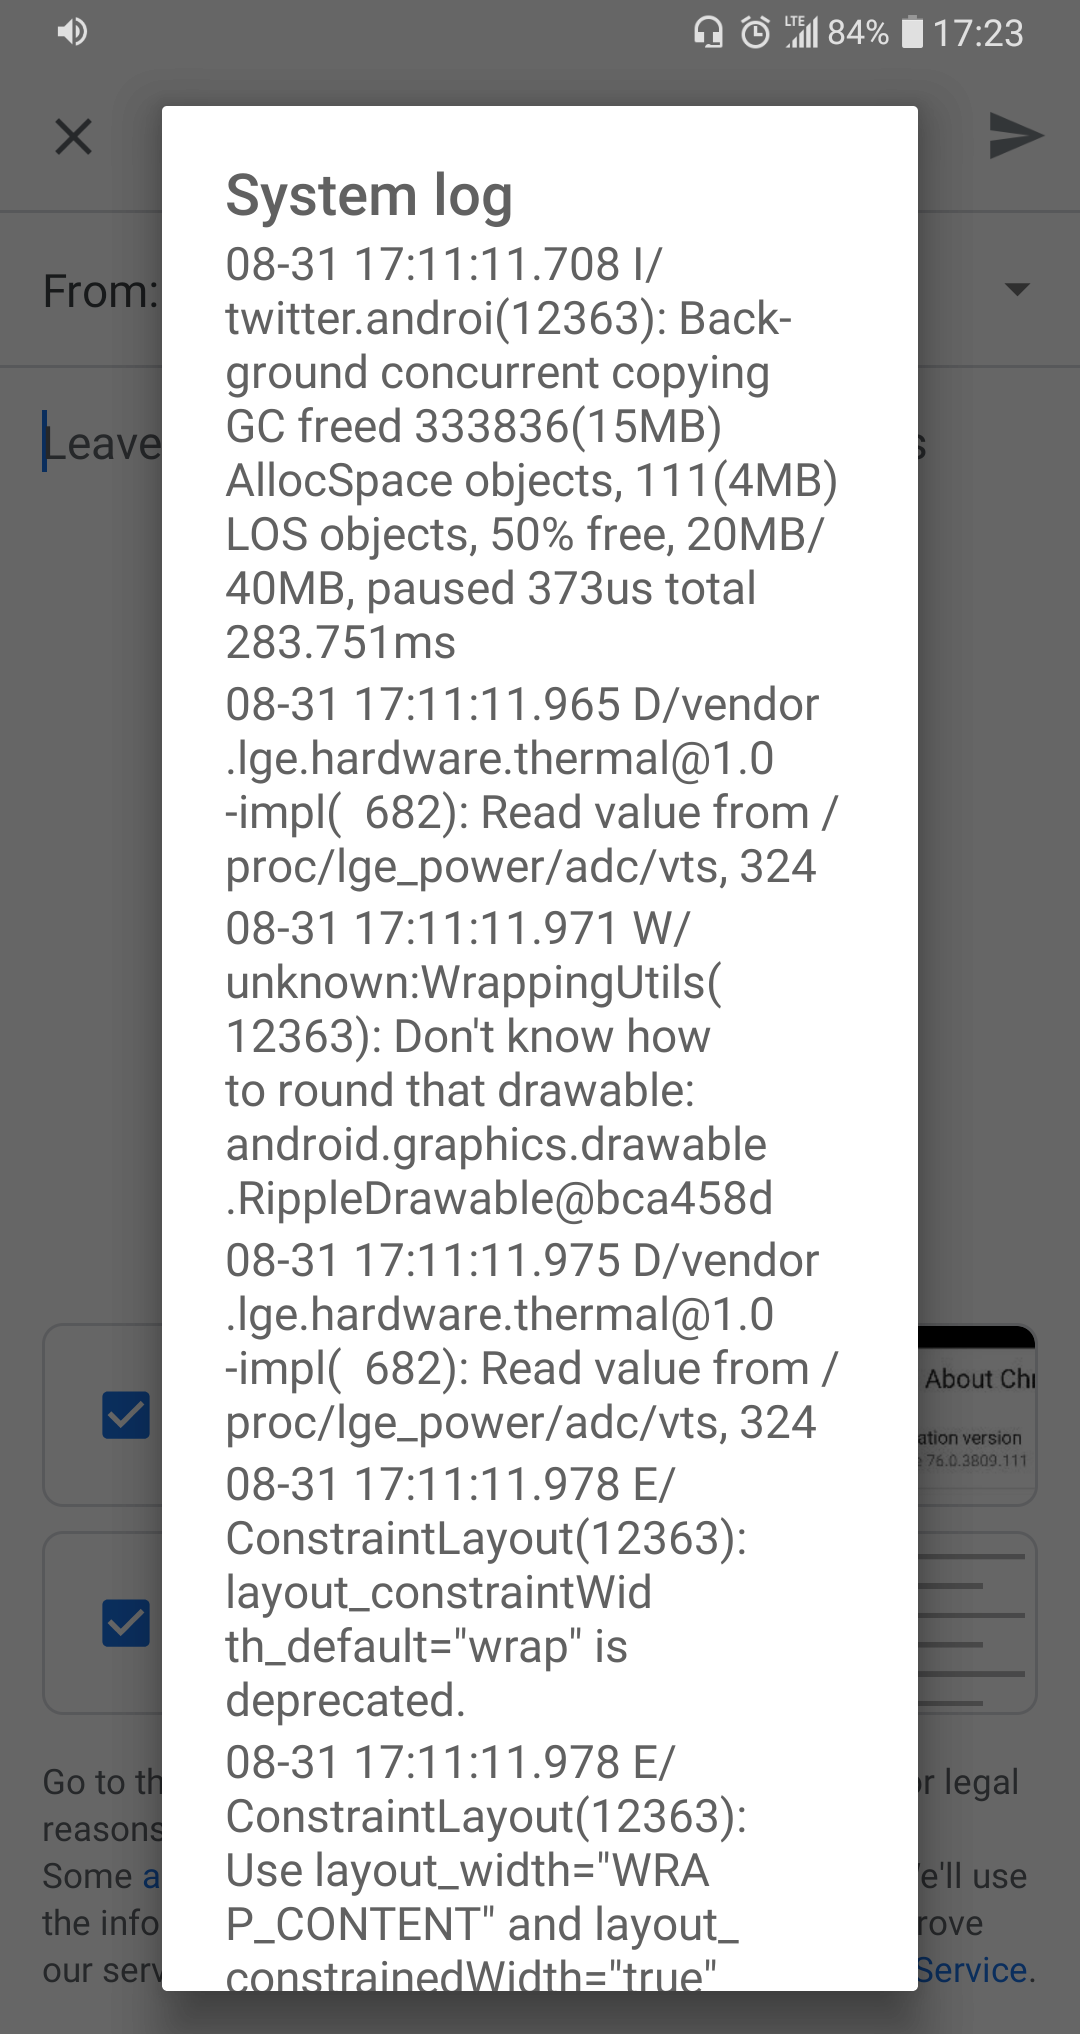 LTE 84% 17:23
System log
08-31 17:11:11.708 I/
twitter.androi(12363): Back-
ground concurrent copying
GC freed 333836(15MB)
AllocSpace objects, 111(4MB)
LOS objects, 50% free, 20MB/
40MB, paused 373us total
283.751ms
08-31 17:11:11.965 D/vendor
.lge.hardware.thermal@1.0
-impl(  682): Read value from /
proc/lge_power/adc/vts, 324
08-31 17:11:11.971 W/
unknown:WrappingUtils(
12363): Don't know how
to round that drawable:
android.graphics.drawable
.RippleDrawable@bca458d
08-31 17:11:11.975 D/vendor
.lge.hardware.thermal@1.0
-impl(  682): Read value from /
proc/lge_power/adc/vts, 324
08-31 17:11:11.978 E/
ConstraintLayout(12363):
layout_constraintWid
th_default="wrap" is
deprecated.
08-31 17:11:11.978 E/
ConstraintLayout(12363):
Use layout_width="WRA
P_CONTENT" and layout_
constrainedWidth="true"
From:
Leave
About Chr
ation version
76.0.3809.111
Go to th
r legal
reasons
Some a
e'll use
the info
rove
our serv
Service.